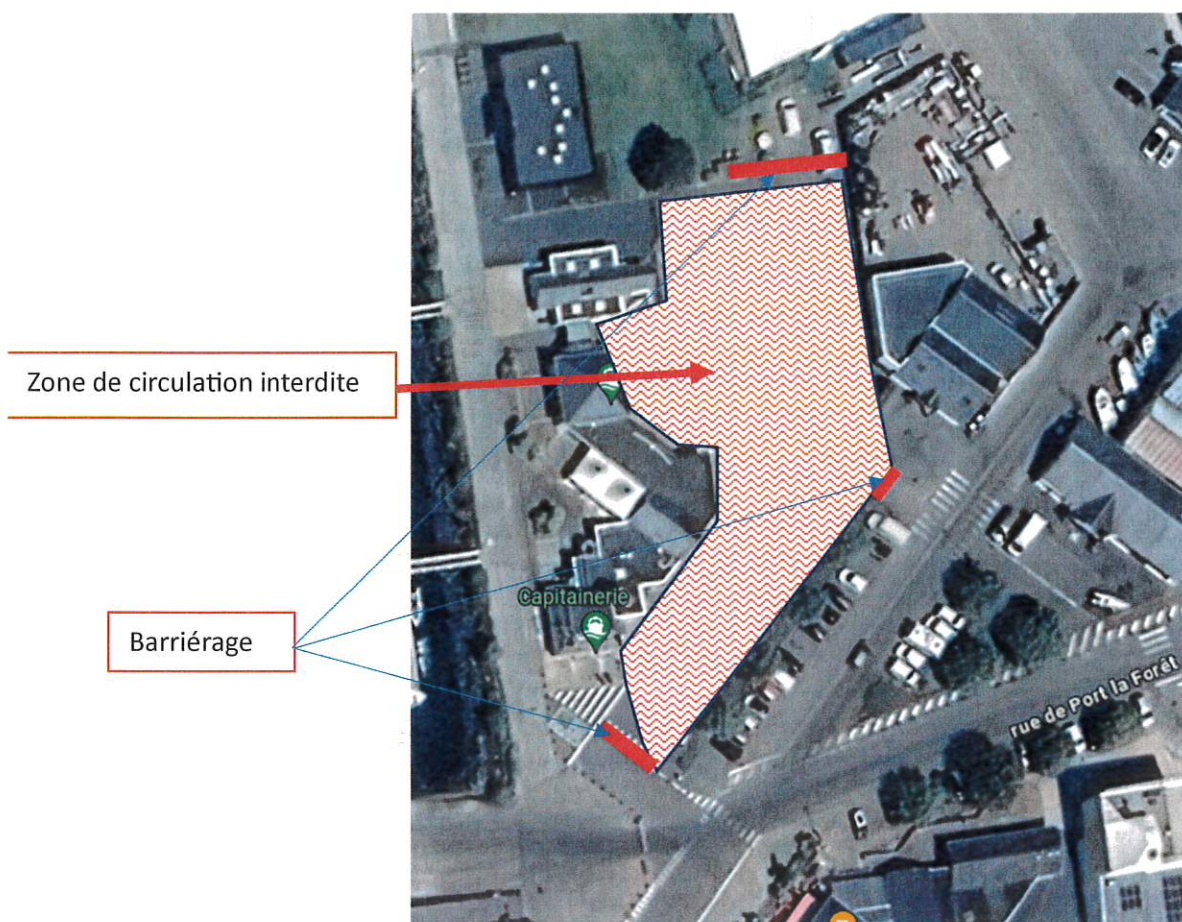 Zone de circulation interdite
Capitainerie
Barriérage
rue de Port la Forêt